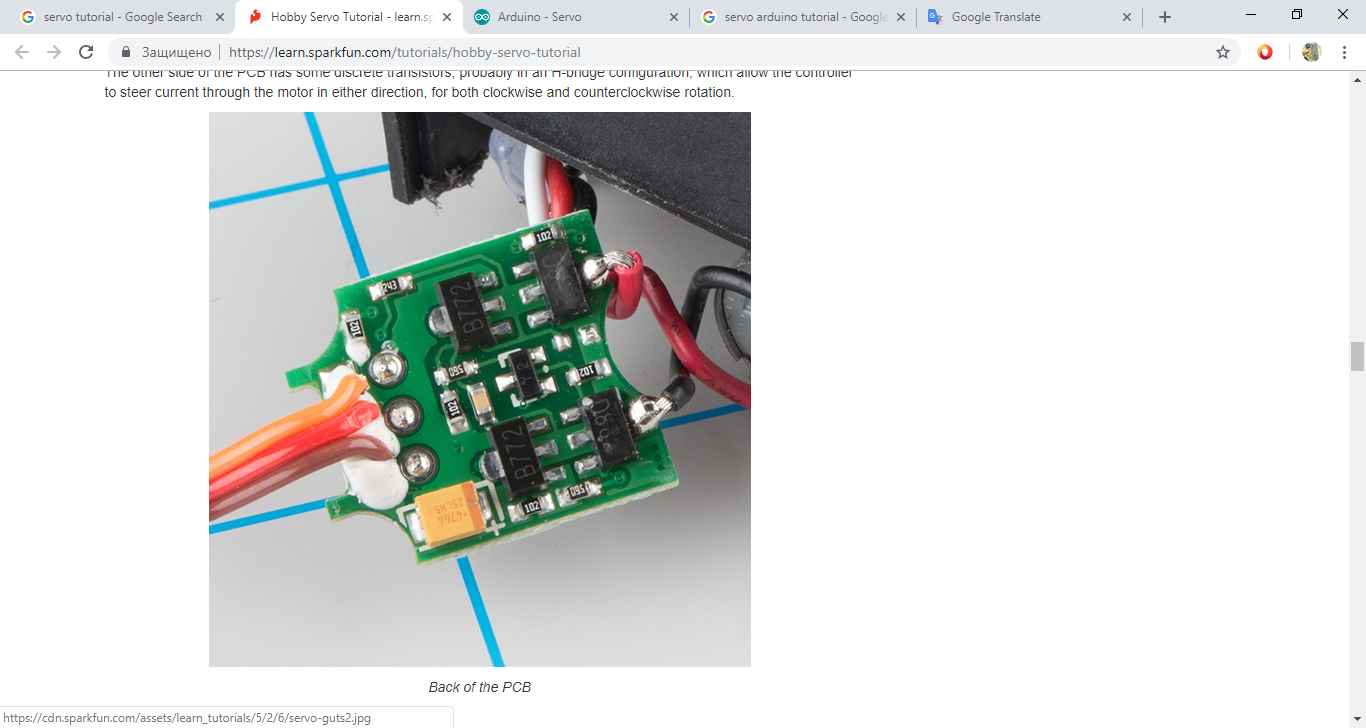 servo tutorial - Google Search
Hobby Servo Tutorial - learn.sp
Arduino - Servo
servo arduino tutorial - Google
Google Translate
Защищено
https://learn.sparkfun.com/tutorials/hobby-servo-tutorial
The other side of the PCB has some discrete transistors, probably in an H-bridge configuration, which allow the controller
to steer current through the motor in either direction, for both clockwise and counterclockwise rotation.
102
243
B772
102
560
102
102
B772
102
560
Back of the PCB
https://cdn.sparkfun.com/assets/learn_tutorials/5/2/6/servo-guts2.jpg